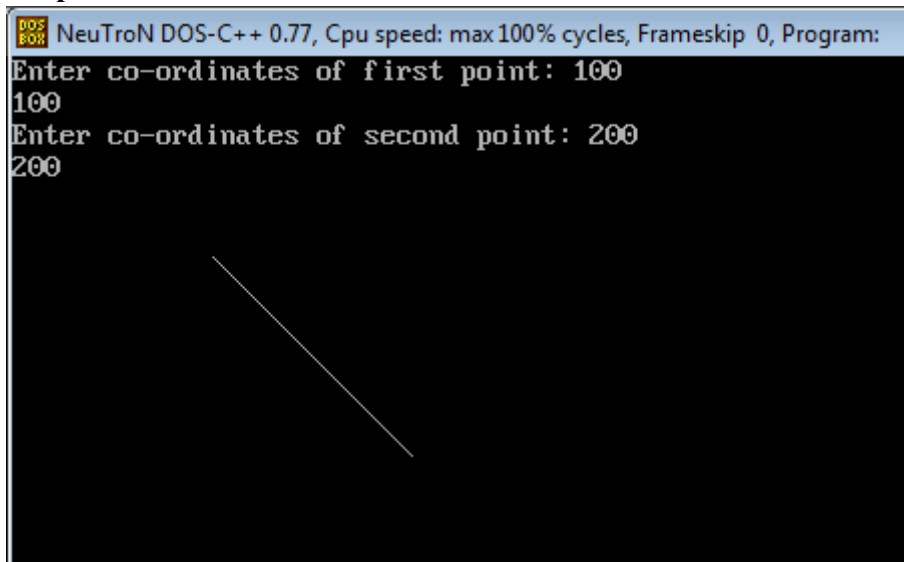 NeuTroN DOS-C++ 0.77, Cpu speed: max 100% cycles, Frameskip 0, Program:
Enter co-ordinates of first point: 100
100
Enter co-ordinates of second point: 200
200